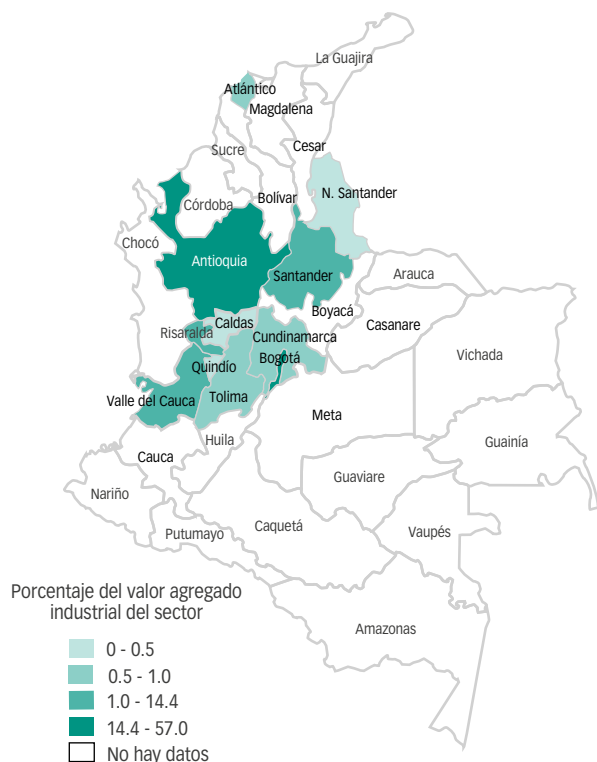 La Guajira
Atlántico
Magdalena
Cesar
Sucre
N. Santander
Bolívar
Córdoba
Chocó
Antioquia
Santander
Arauca
Boyacá
Casanare
Caldas
Risaralda
Cundinamarca
Vichada
Bogotá
Quindío
Valle del Cauca
Tolima
Meta
Huila
Guainía
Cauca
Guaviare
Nariño
Caquetá
Putumayo
Vaupés
Amazonas
Porcentaje del valor agregado
industrial del sector
0 - 0.5
0.5 - 1.0
1.0 - 14.4
14.4 - 57.0
No hay datos